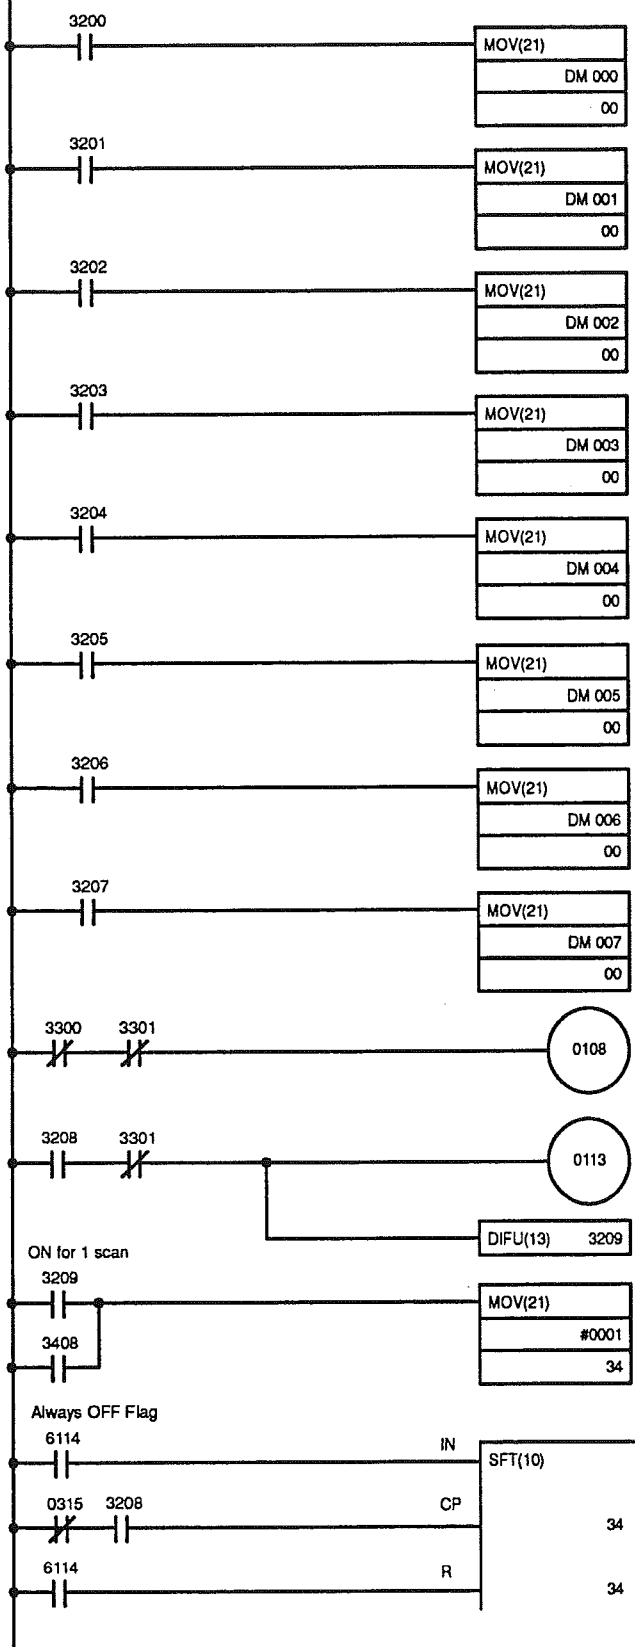 3200
MOV(21)
DM 000
00
3201
MOV(21)
DM 001
00
3202
MOV(21)
DM 002
00
3203
MOV(21)
DM 003
00
3204
MOV(21)
DM 004
00
3205
MOV(21)
DM 005
00
3206
MOV(21)
DM 006
00
3207
MOV(21)
DM 007
00
3300 3301
0108
3208 3301
0113
DIFU(13) 3209
ON for 1 scan
3209
MOV(21)
#0001
3408
34
Always OFF Flag
6114
IN
SFT(10)
0315 3208
CP
34
6114
R
34